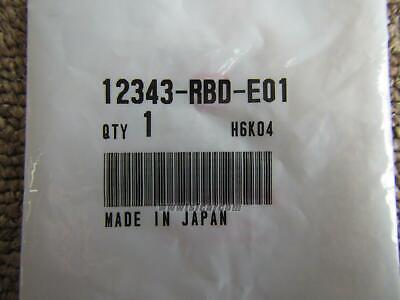 12343-RBD-E01
QTY 1 H6K04
MADE IN JAPAN